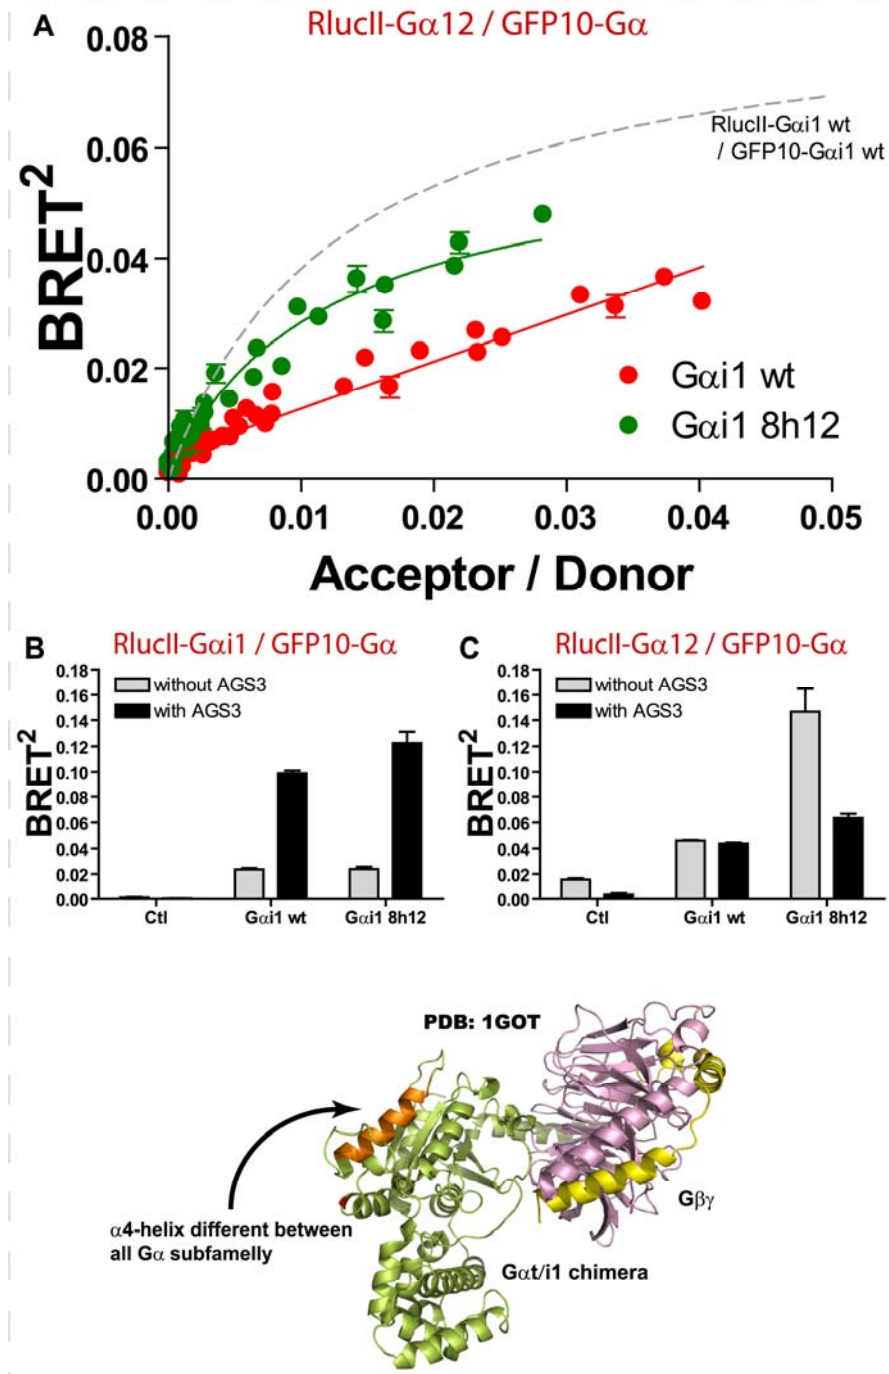 A
RlucII-Gα12 / GFP10-Gα
0.08
0.06
0.04
0.02
0.00
BRET²
RlucII-Gαi1 wt
/ GFP10-Gαi1 wt
Gαi1 wt
Gαi1 8h12
0.00 0.01 0.02 0.03 0.04 0.05
Acceptor / Donor
B
RlucII-Gαi1 / GFP10-Gα
0.18
0.16
0.14
0.12
0.10
0.08
0.06
0.04
0.02
0.00
BRET²
without AGS3
with AGS3
Ctl Gαi1 wt Gαi1 8h12
C
RlucII-Gα12 / GFP10-Gα
0.18
0.16
0.14
0.12
0.10
0.08
0.06
0.04
0.02
0.00
BRET²
without AGS3
with AGS3
Ctl Gαi1 wt Gαi1 8h12
PDB: 1GOT
Gβγ
α4-helix different between
all Gα subfamelly
Gαt/i1 chimera